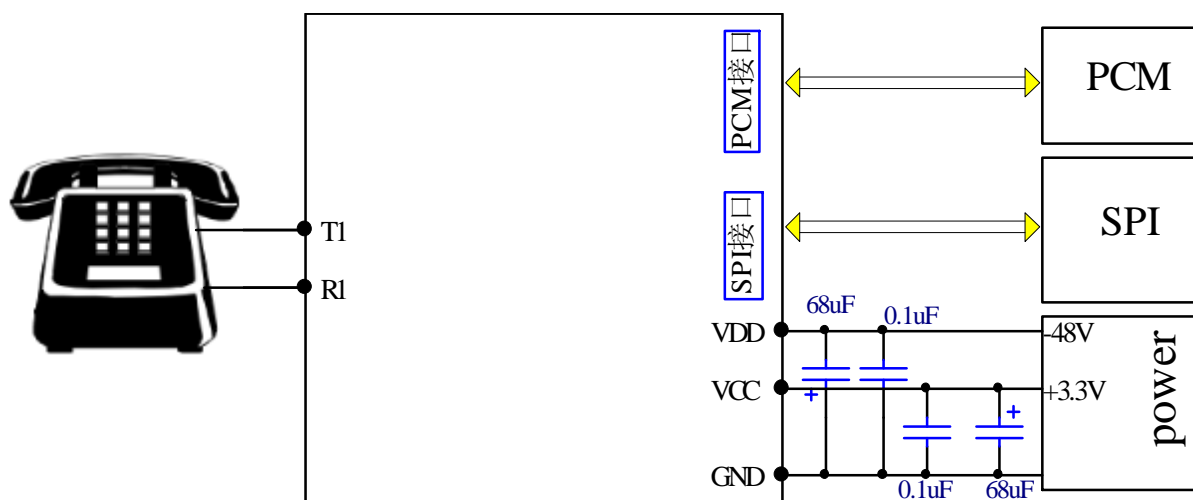 PCM接口
PCM
T1
SPI接口
SPI
R1
68uF
0.1uF
VDD
-48V
VCC
+
+3.3V
+
power
GND
0.1uF
68uF